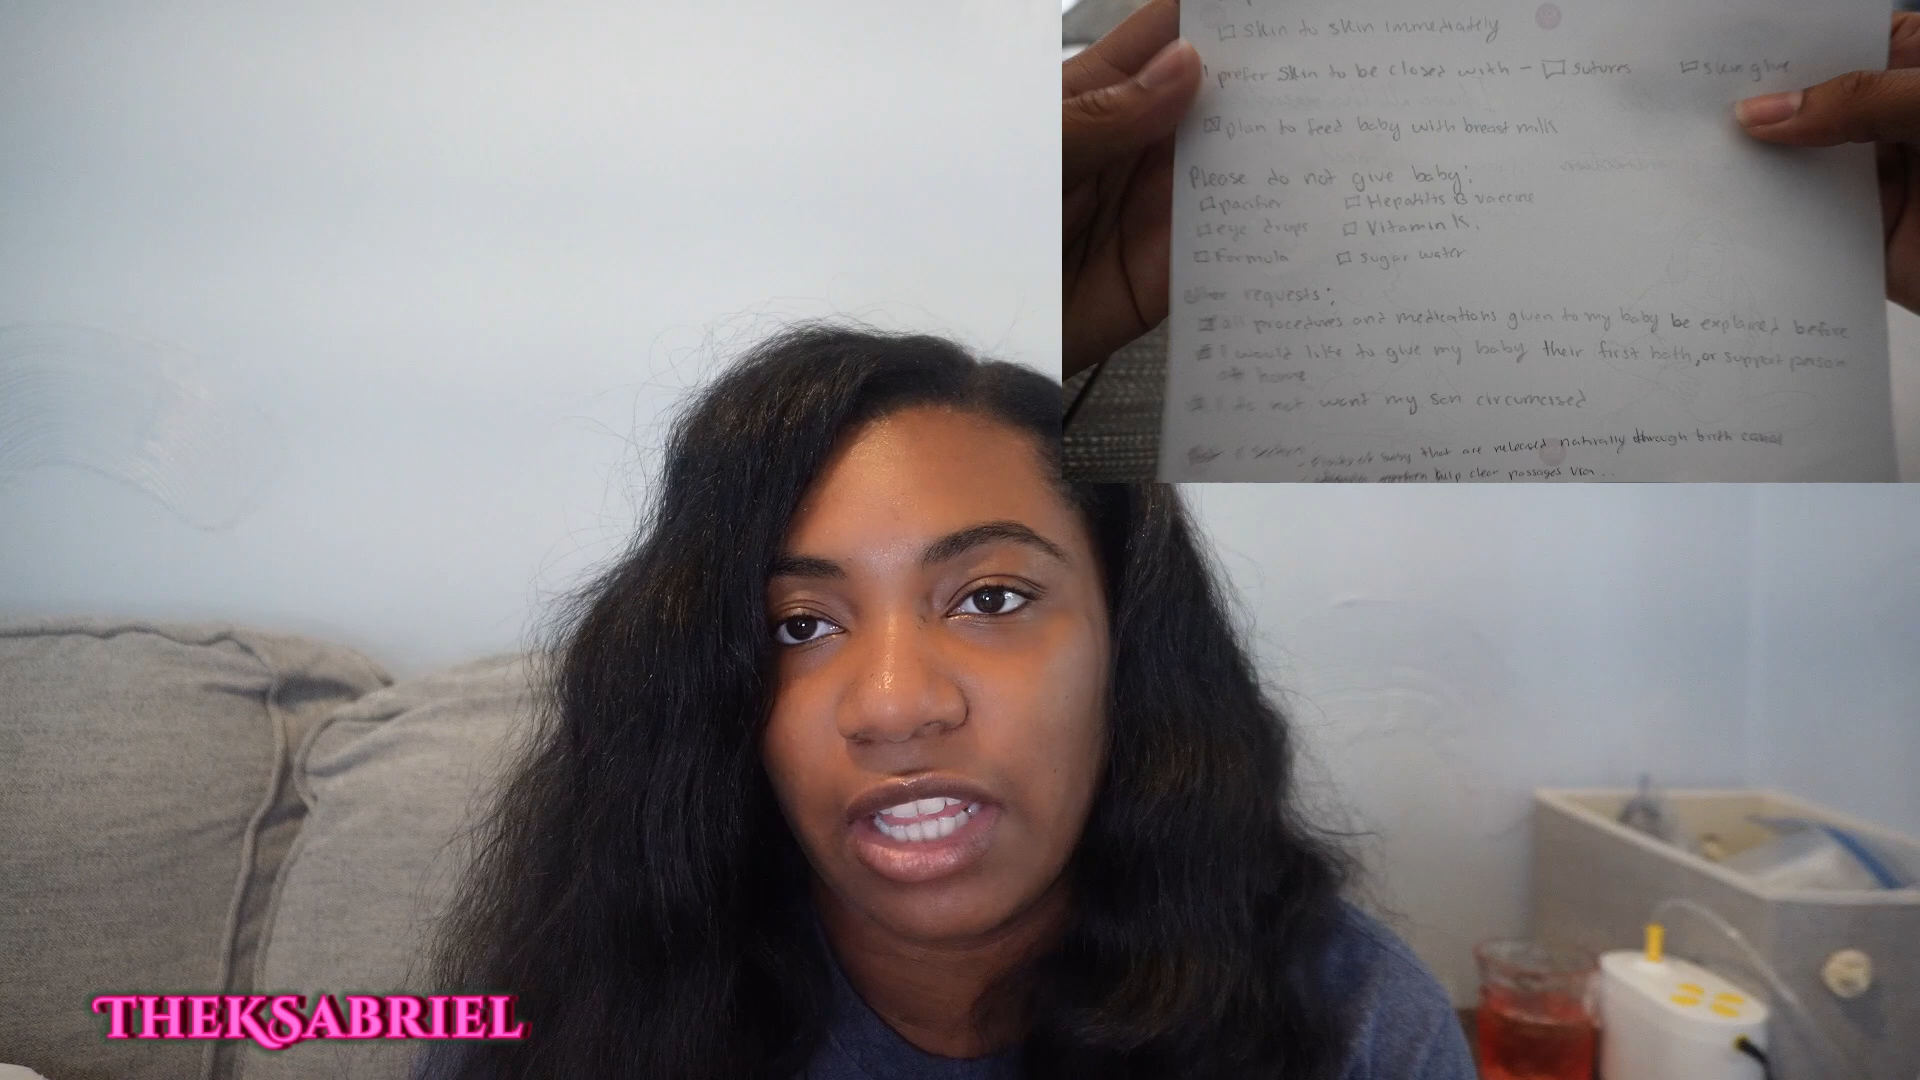 ☐ skin to skin immediately
I prefer skin to be closed with - ☐ sutures ☐ skin glue
☒ plan to feed baby with breast milk
Please do not give baby:
☐ pacifier ☐ Hepatitis B vaccine
☐ eye drops ☐ Vitamin K.
☐ Formula ☐ sugar water
other requests:
all procedures and medications given to my baby be explained before
I would like to give my baby their first bath, or support person
at home
I do not want my son circumcised
that are released naturally through birth canal
help clear passages via..
THEKSABRIEL